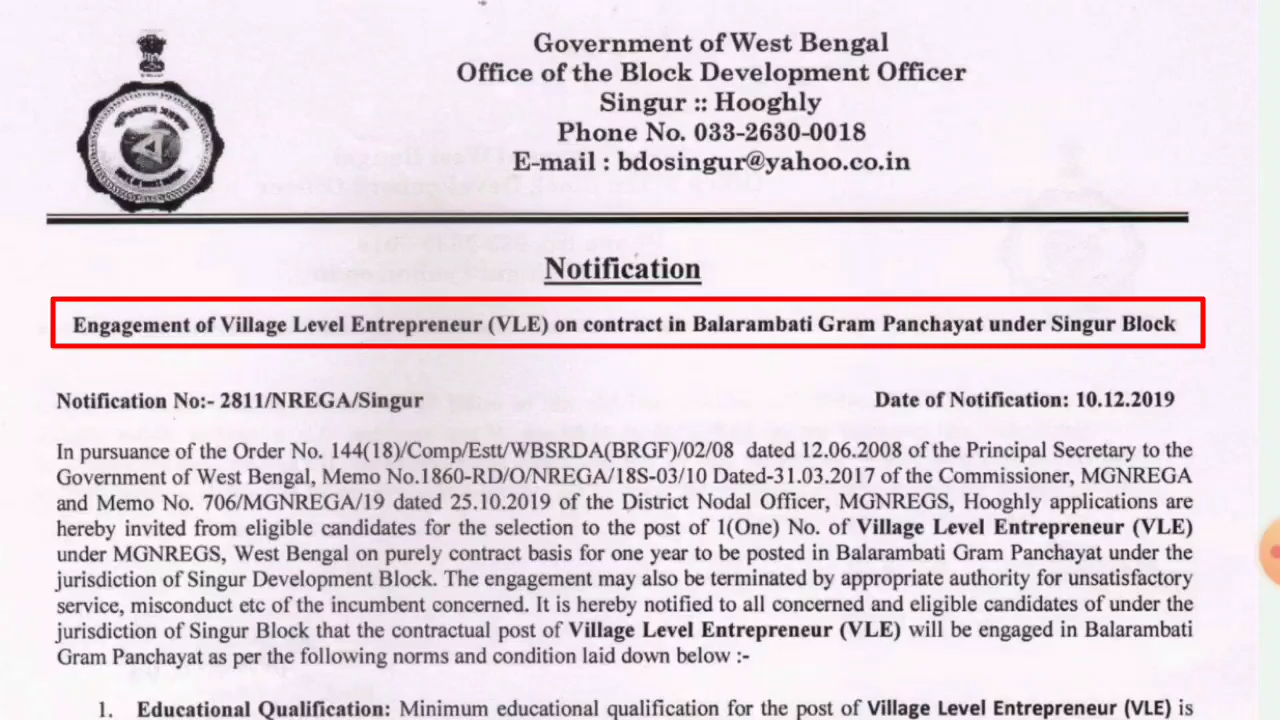 Government of West Bengal
Office of the Block Development Officer
Singur :: Hooghly
Phone No. 033-2630-0018
E-mail : bdosingur@yahoo.co.in
Notification
Engagement of Village Level Entrepreneur (VLE) on contract in Balarambati Gram Panchayat under Singur Block
Notification No:- 2811/NREGA/Singur
Date of Notification: 10.12.2019
In pursuance of the Order No. 144(18)/Comp/Estt/WBSRDA(BRGF)/02/08 dated 12.06.2008 of the Principal Secretary to the
Government of West Bengal, Memo No.1860-RD/O/NREGA/18S-03/10 Dated-31.03.2017 of the Commissioner, MGNREGA
and Memo No. 706/MGNREGA/19 dated 25.10.2019 of the District Nodal Officer, MGNREGS, Hooghly applications are
hereby invited from eligible candidates for the selection to the post of 1(One) No. of Village Level Entrepreneur (VLE)
under MGNREGS, West Bengal on purely contract basis for one year to be posted in Balarambati Gram Panchayat under the
jurisdiction of Singur Development Block. The engagement may also be terminated by appropriate authority for unsatisfactory
service, misconduct etc of the incumbent concerned. It is hereby notified to all concerned and eligible candidates of under the
jurisdiction of Singur Block that the contractual post of Village Level Entrepreneur (VLE) will be engaged in Balarambati
Gram Panchayat as per the following norms and condition laid down below :-
1. Educational Qualification: Minimum educational qualification for the post of Village Level Entrepreneur (VLE) is